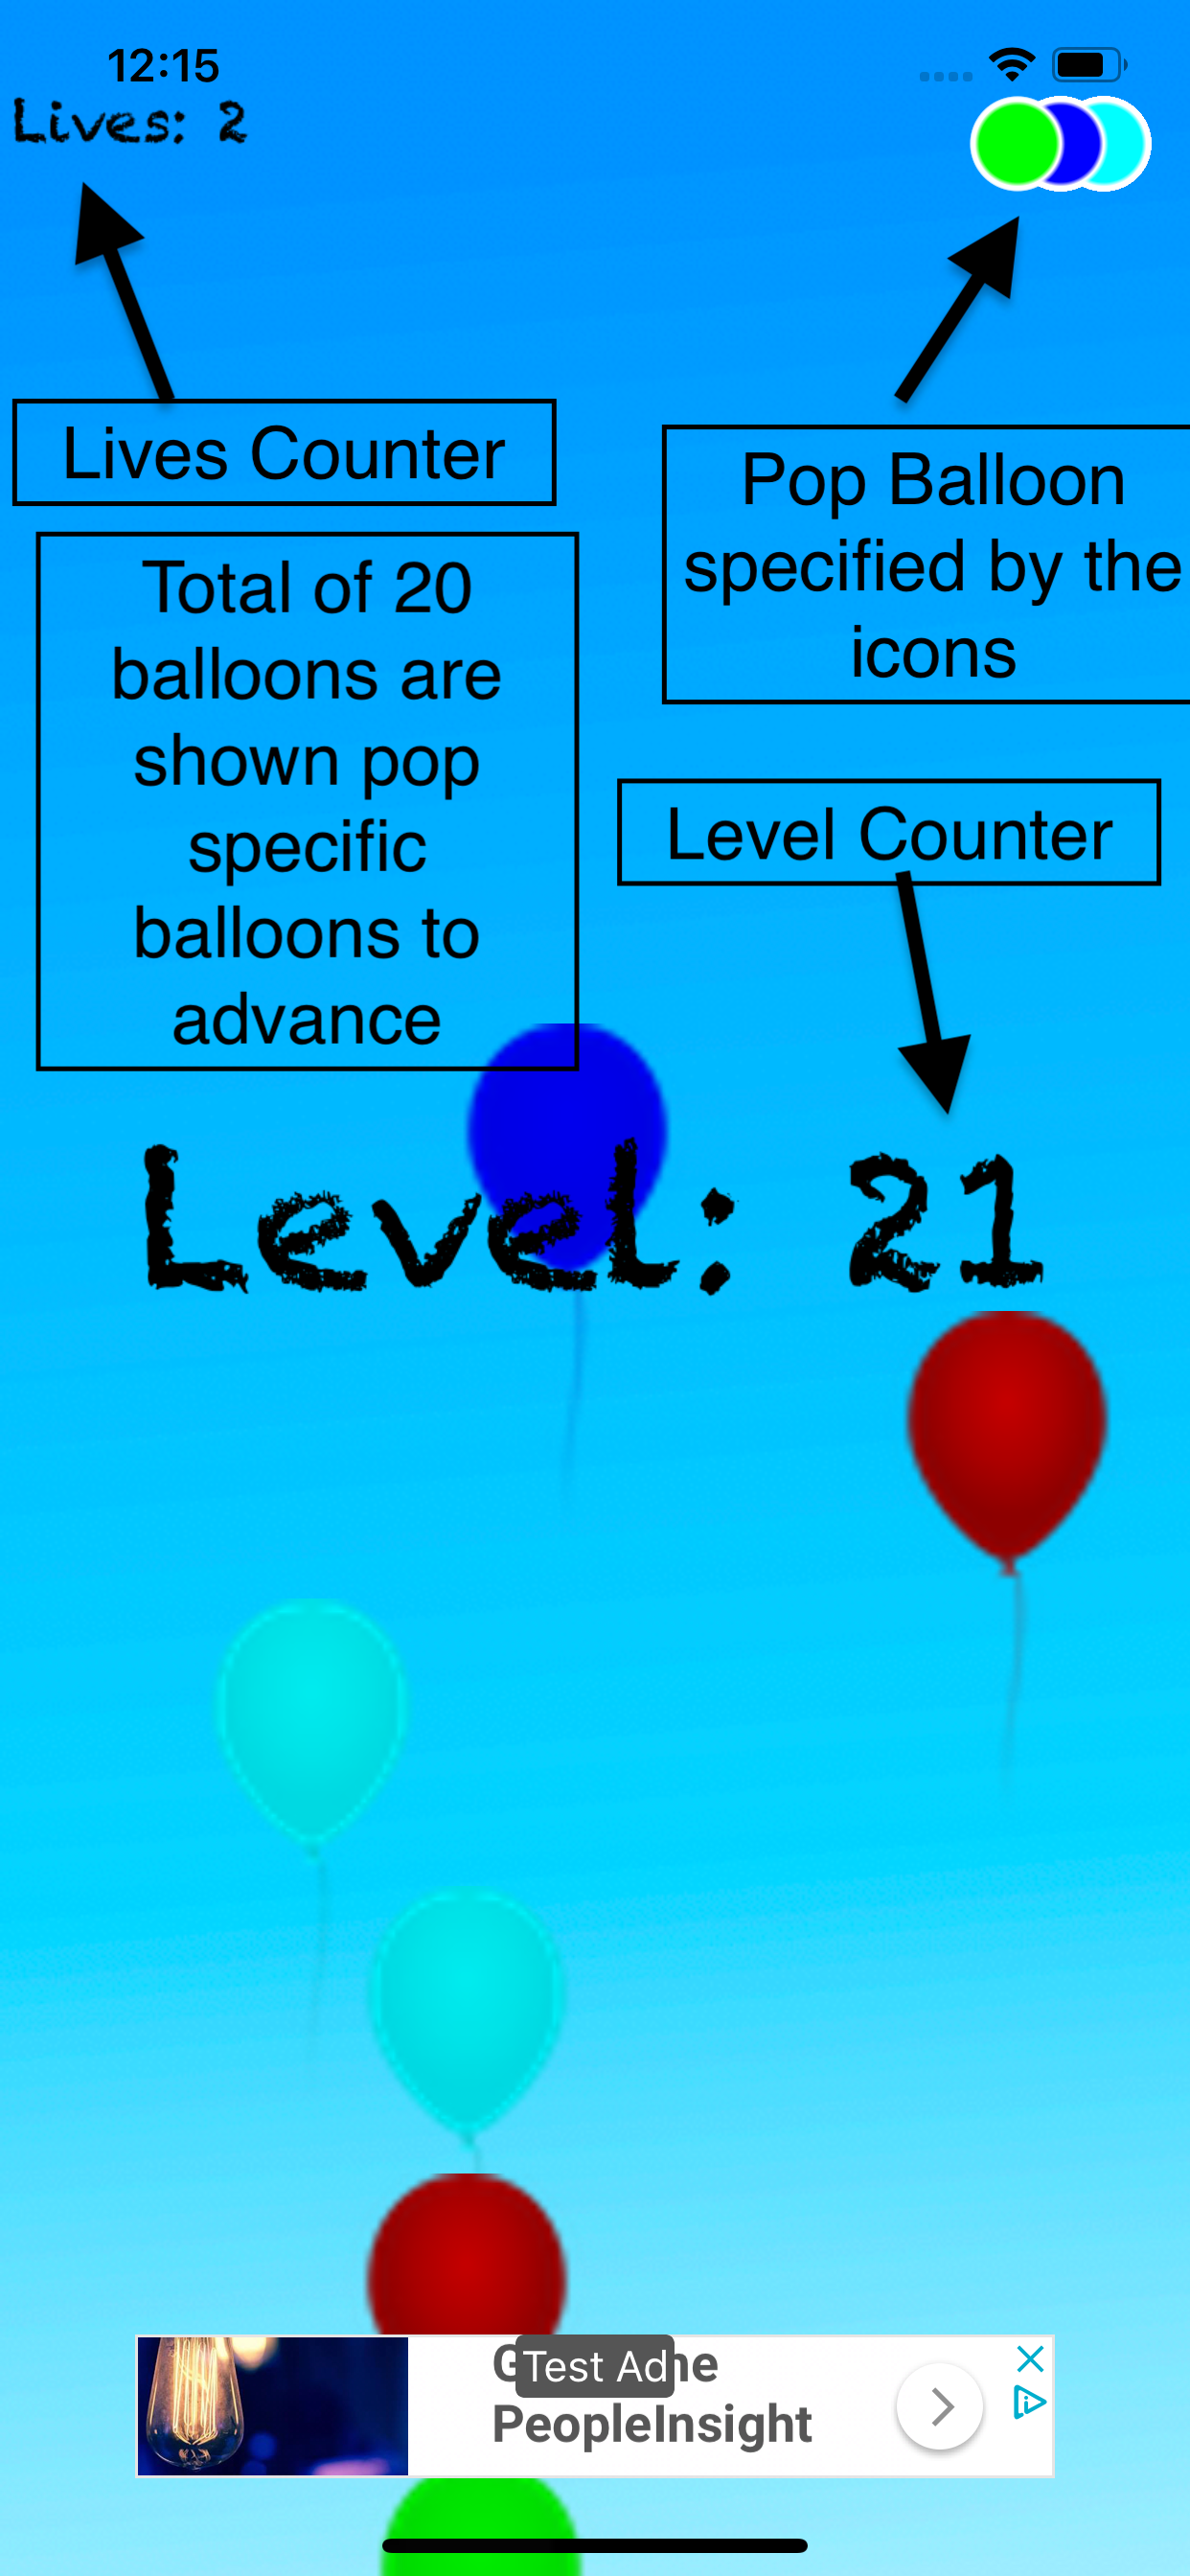 12:15
Lives: 2
Lives Counter
Pop Balloon
specified by the
icons
Total of 20
balloons are
shown pop
specific
balloons to
advance
Level Counter
Level: 21
Test Ad
PeopleInsight